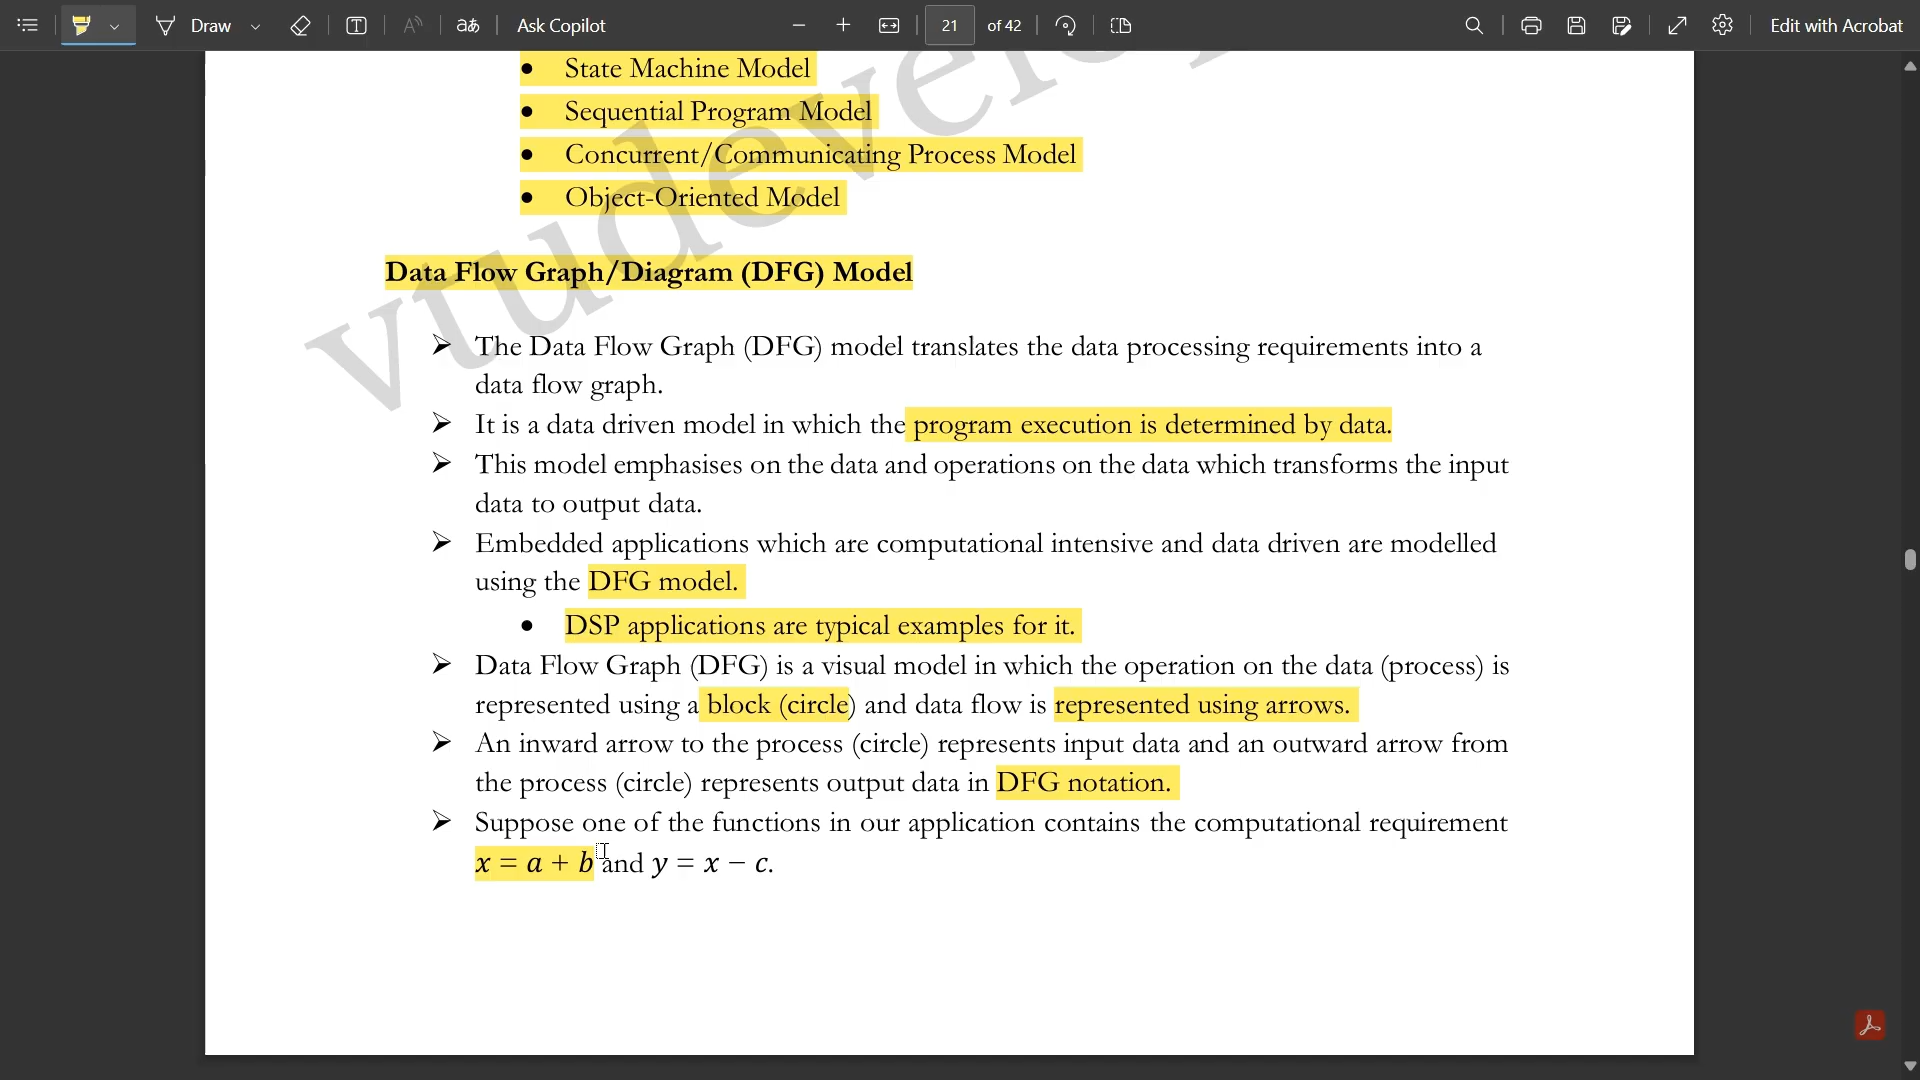 Draw
aあ
Ask Copilot
21 of 42
Edit with Acrobat
• State Machine Model
• Sequential Program Model
• Concurrent/Communicating Process Model
• Object-Oriented Model
Data Flow Graph/Diagram (DFG) Model
➤ The Data Flow Graph (DFG) model translates the data processing requirements into a
data flow graph.
➤ It is a data driven model in which the program execution is determined by data.
➤ This model emphasises on the data and operations on the data which transforms the input
data to output data.
➤ Embedded applications which are computational intensive and data driven are modelled
using the DFG model.
• DSP applications are typical examples for it.
➤ Data Flow Graph (DFG) is a visual model in which the operation on the data (process) is
represented using a block (circle) and data flow is represented using arrows.
➤ An inward arrow to the process (circle) represents input data and an outward arrow from
the process (circle) represents output data in DFG notation.
➤ Suppose one of the functions in our application contains the computational requirement
x = a + b and y = x − c.